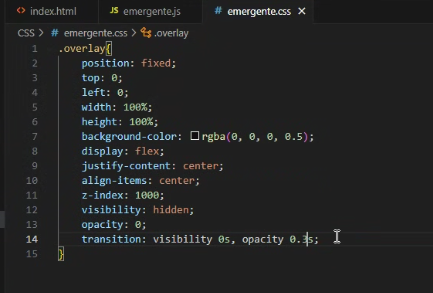 <> index.html JS emergente.js # emergente.css ×
CSS > # emergente.css > .overlay
1 .overlay{
2 position: fixed;
3 top: 0;
4 left: 0;
5 width: 100%;
6 height: 100%;
7 background-color: rgba(0, 0, 0, 0.5);
8 display: flex;
9 justify-content: center;
10 align-items: center;
11 z-index: 1000;
12 visibility: hidden;
13 opacity: 0;
14 transition: visibility 0s, opacity 0.3s;
15 }